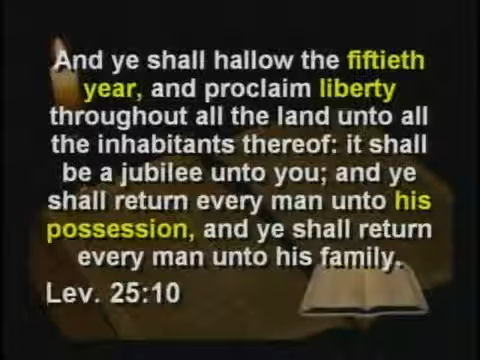 And ye shall hallow the fiftieth
year, and proclaim liberty
throughout all the land unto all
the inhabitants thereof: it shall
be a jubilee unto you; and ye
shall return every man unto his
possession, and ye shall return
every man unto his family.
Lev. 25:10